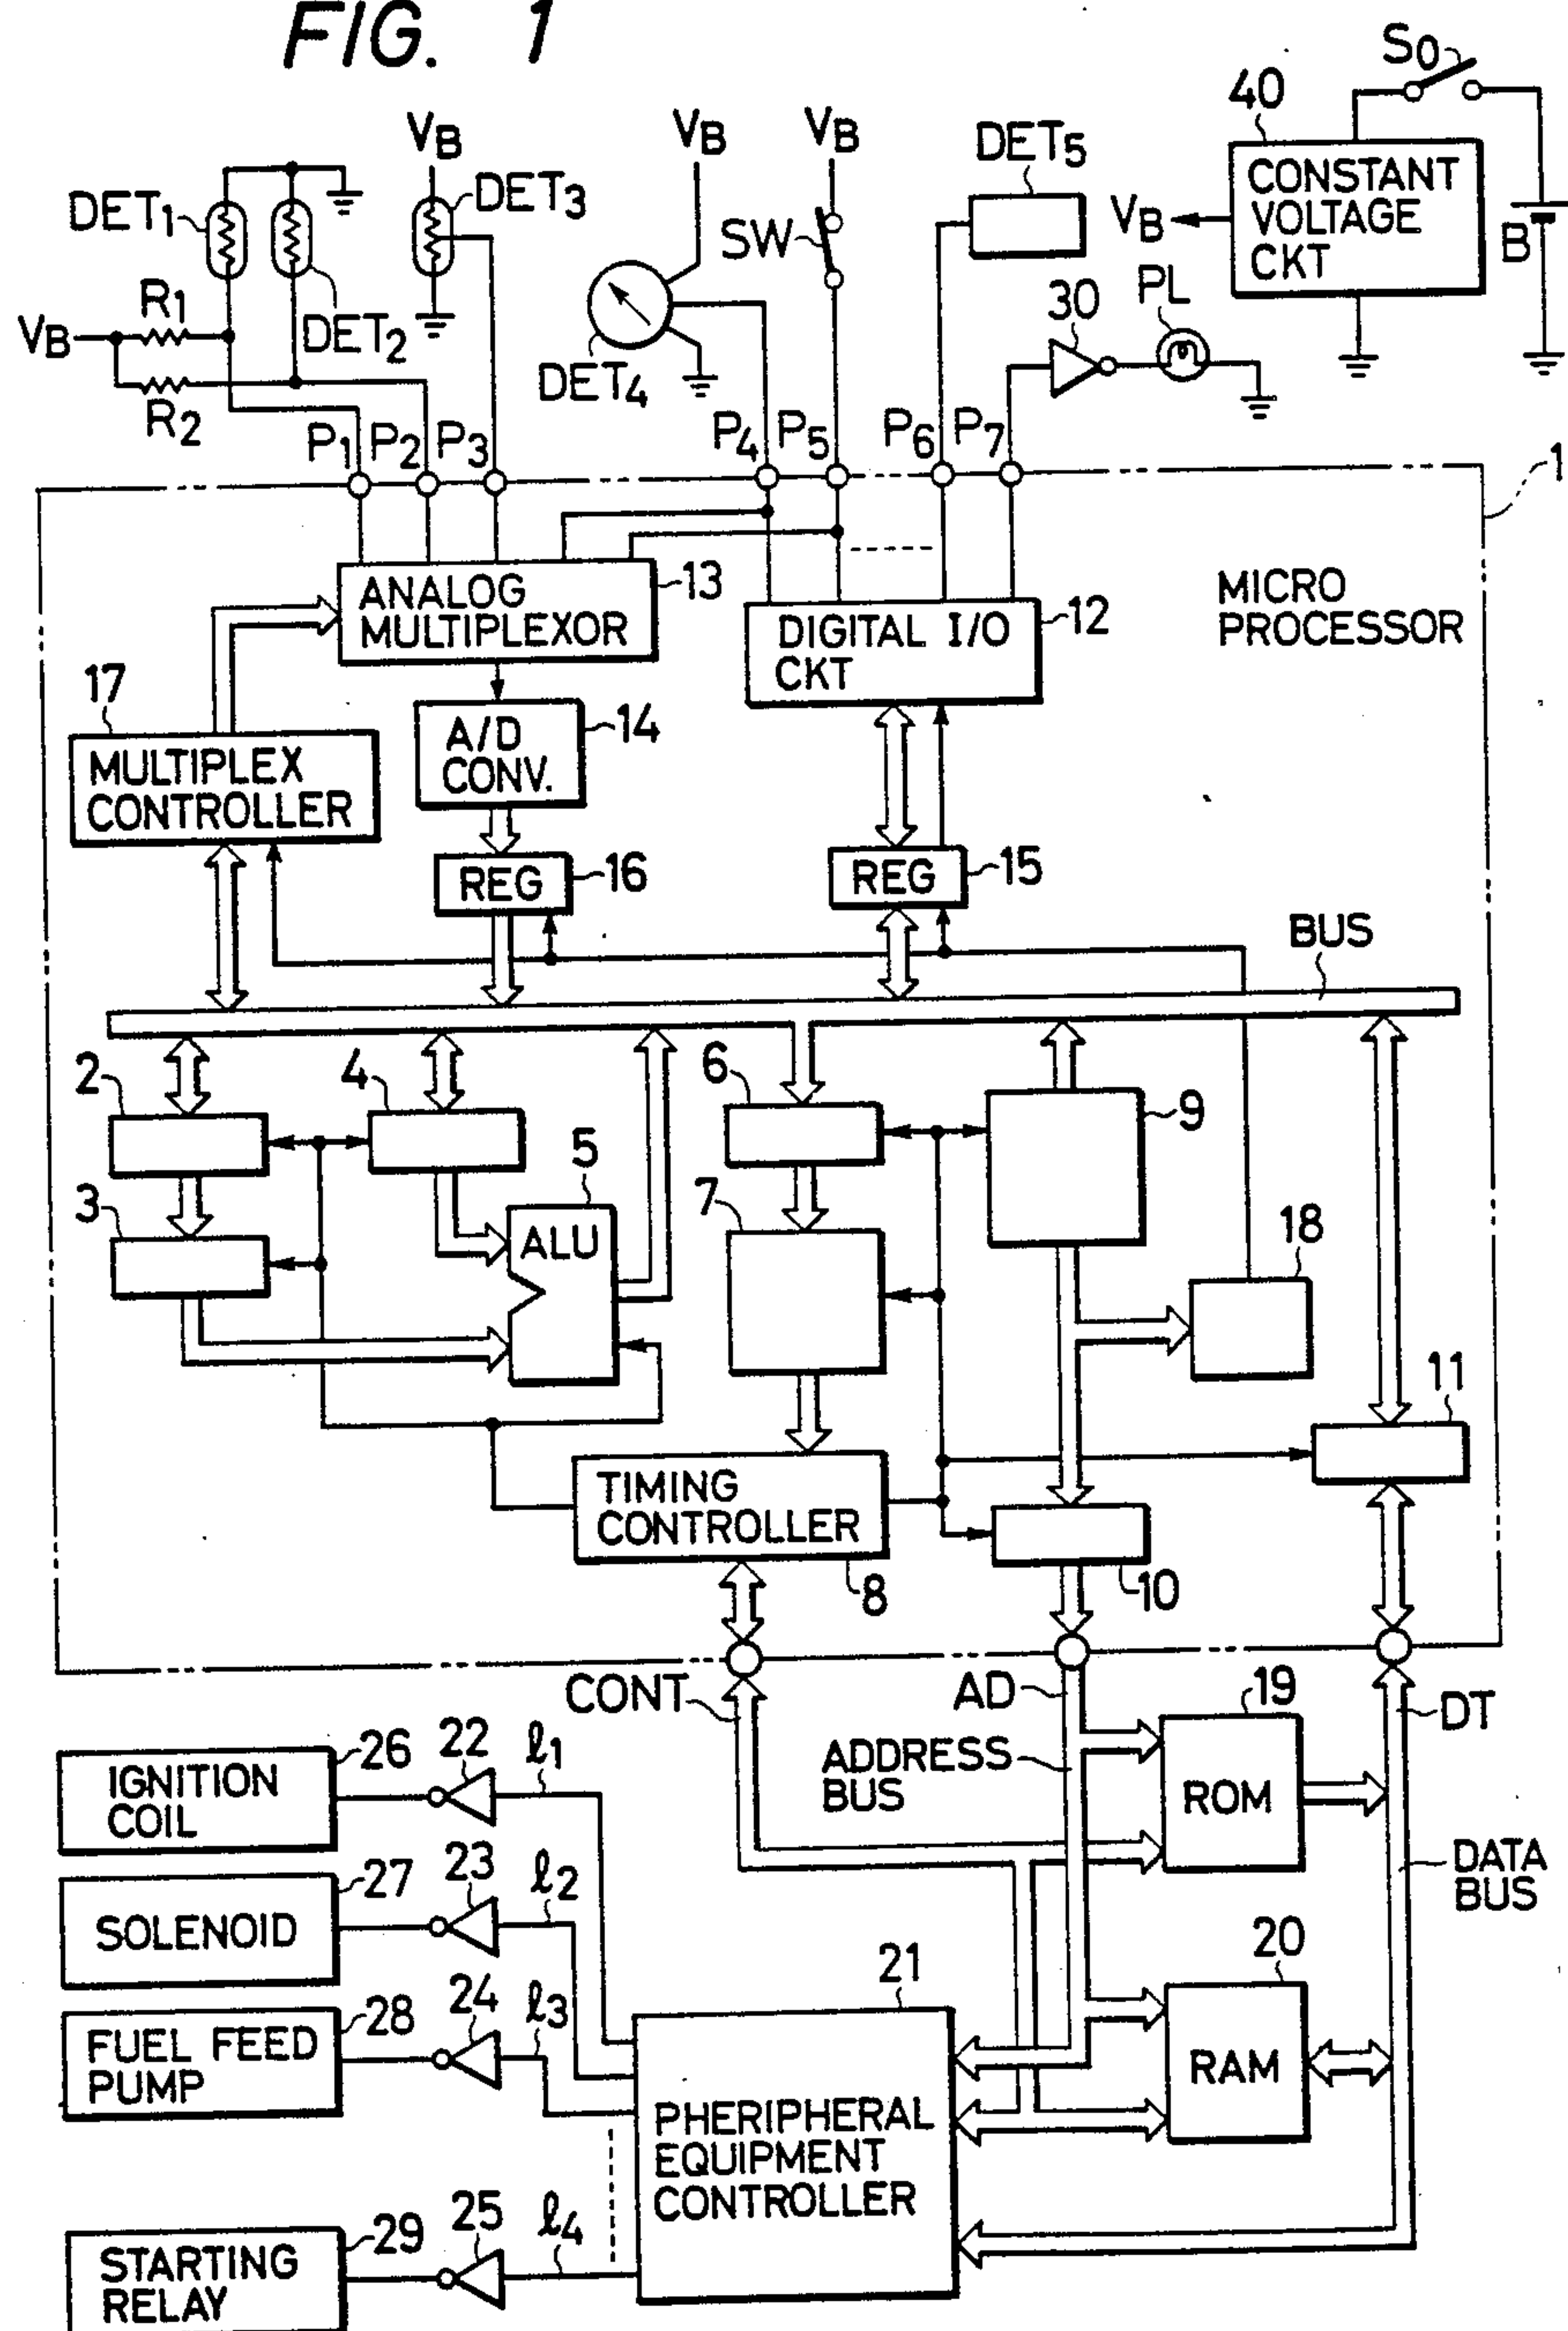 FIG. 1
S0
40
CONSTANT
VOLTAGE
CKT
VB
B
VB
VB
VB
DET1
DET2
DET3
DET4
DET5
SW
VB
R1
R2
30
PL
P1
P2
P3
P4
P5
P6
P7
1
MICRO
PROCESSOR
ANALOG
MULTIPLEXOR
13
DIGITAL I/O
CKT
12
17
MULTIPLEX
CONTROLLER
A/D
CONV.
14
REG
16
REG
15
BUS
2
4
6
9
3
5
ALU
7
18
11
TIMING
CONTROLLER
8
10
CONT
AD
19
DT
ADDRESS
BUS
ROM
DATA
BUS
IGNITION
COIL
26
22
l1
SOLENOID
27
23
l2
FUEL FEED
PUMP
28
24
l3
STARTING
RELAY
29
25
l4
21
PHERIPHERAL
EQUIPMENT
CONTROLLER
20
RAM